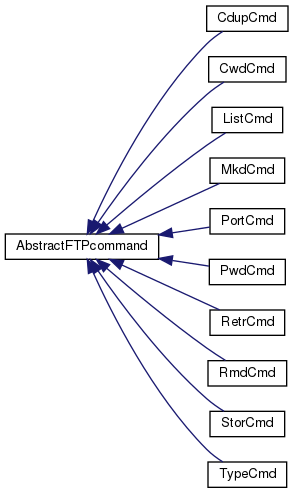 CdupCmd
CwdCmd
ListCmd
MkdCmd
PortCmd
AbstractFTPcommand
PwdCmd
RetrCmd
RmdCmd
StorCmd
TypeCmd